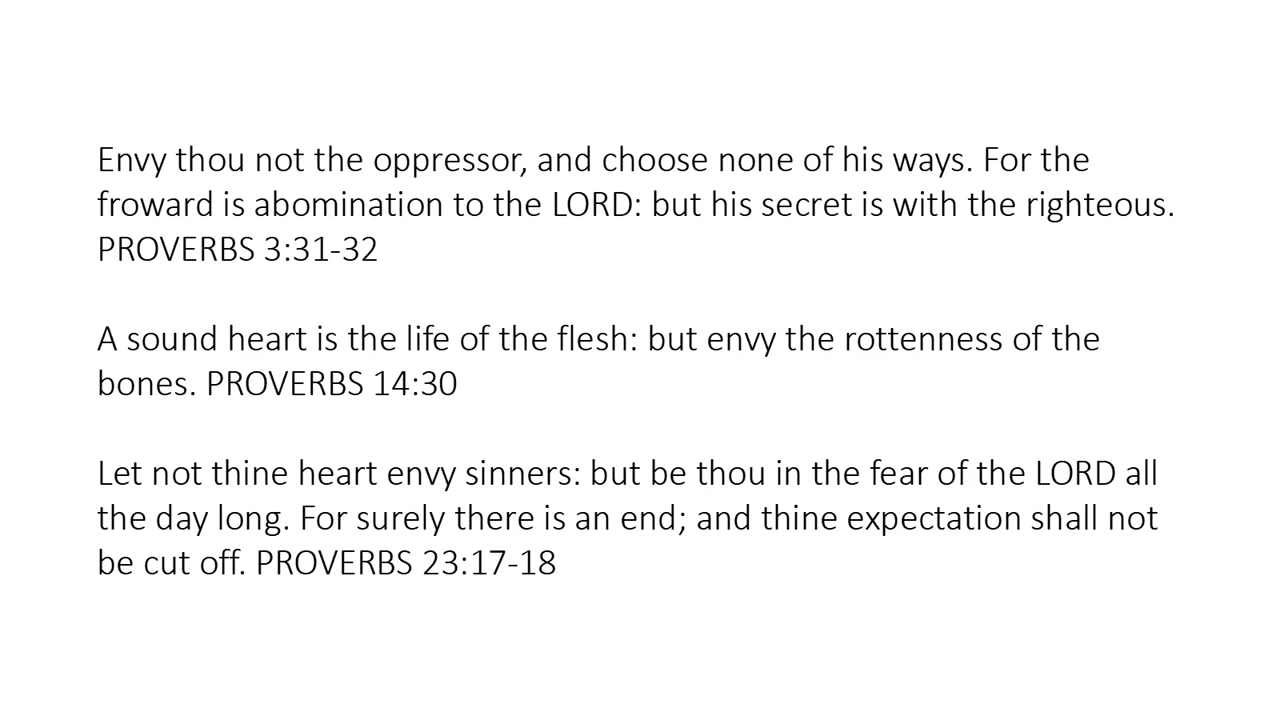 Envy thou not the oppressor, and choose none of his ways. For the
froward is abomination to the LORD: but his secret is with the righteous.
PROVERBS 3:31-32
A sound heart is the life of the flesh: but envy the rottenness of the
bones. PROVERBS 14:30
Let not thine heart envy sinners: but be thou in the fear of the LORD all
the day long. For surely there is an end; and thine expectation shall not
be cut off. PROVERBS 23:17-18